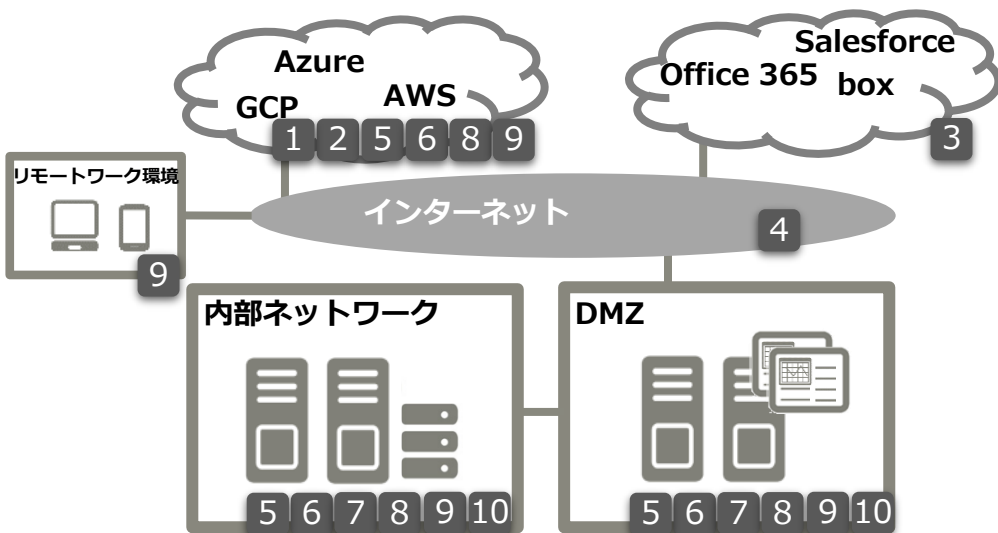 Azure
GCP AWS
1 2 5 6 8 9
Salesforce
Office 365 box
3
リモートワーク環境
9
インターネット
4
内部ネットワーク
5 6 7 8 9 10
DMZ
5 6 7 8 9 10